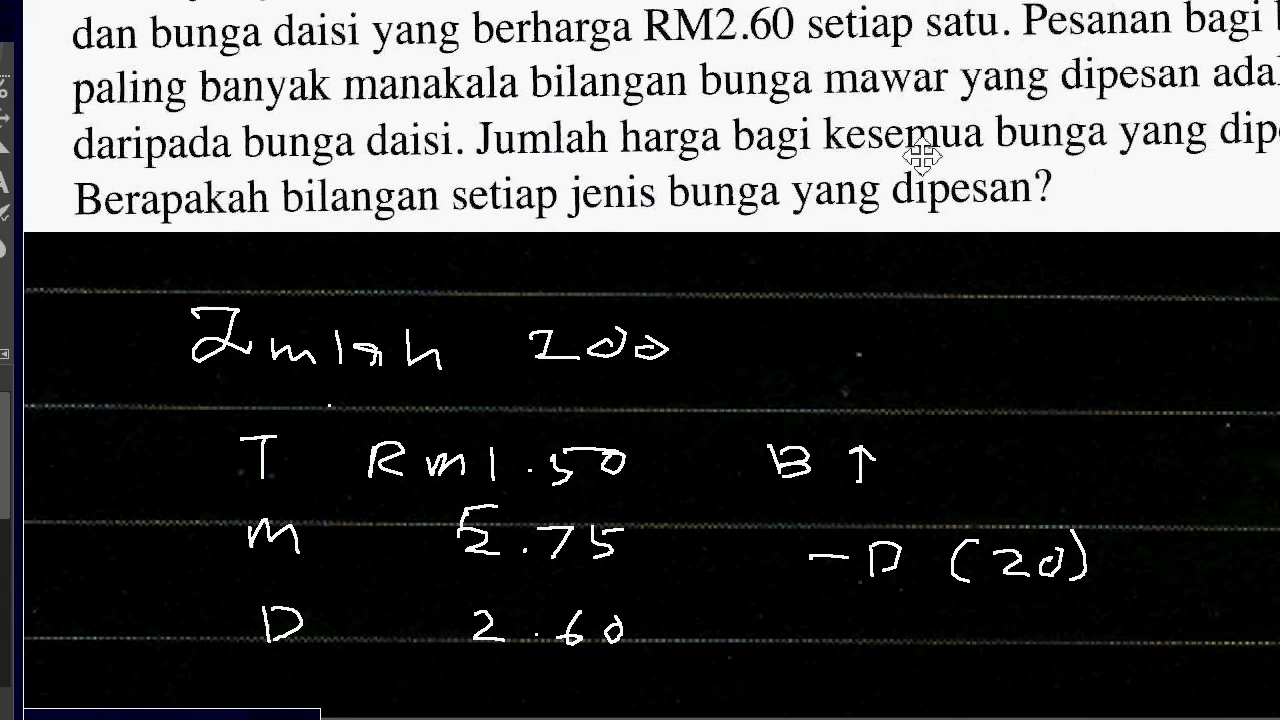 dan bunga daisi yang berharga RM2.60 setiap satu. Pesanan bagi
paling banyak manakala bilangan bunga mawar yang dipesan
daripada bunga daisi. Jumlah harga bagi kesemua bunga yang
Berapakah bilangan setiap jenis bunga yang dipesan?
Jumlah 200
T Rm1.50 B ↑
m 2.75 - D (20)
D 2.60